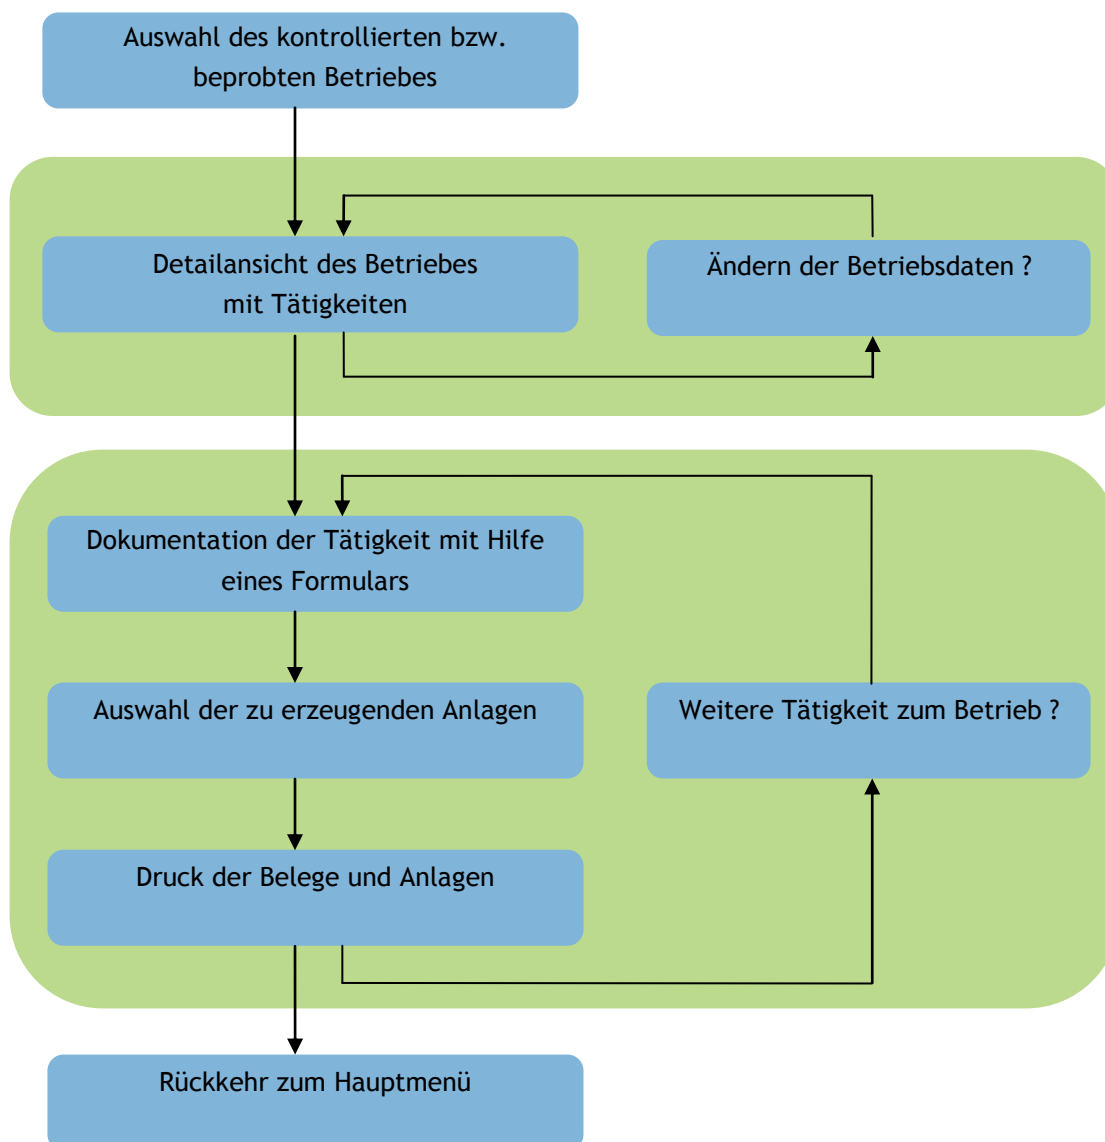 Auswahl des kontrollierten bzw.
beprobten Betriebes
Detailansicht des Betriebes
mit Tätigkeiten
Ändern der Betriebsdaten ?
Dokumentation der Tätigkeit mit Hilfe
eines Formulars
Auswahl der zu erzeugenden Anlagen
Weitere Tätigkeit zum Betrieb ?
Druck der Belege und Anlagen
Rückkehr zum Hauptmenü